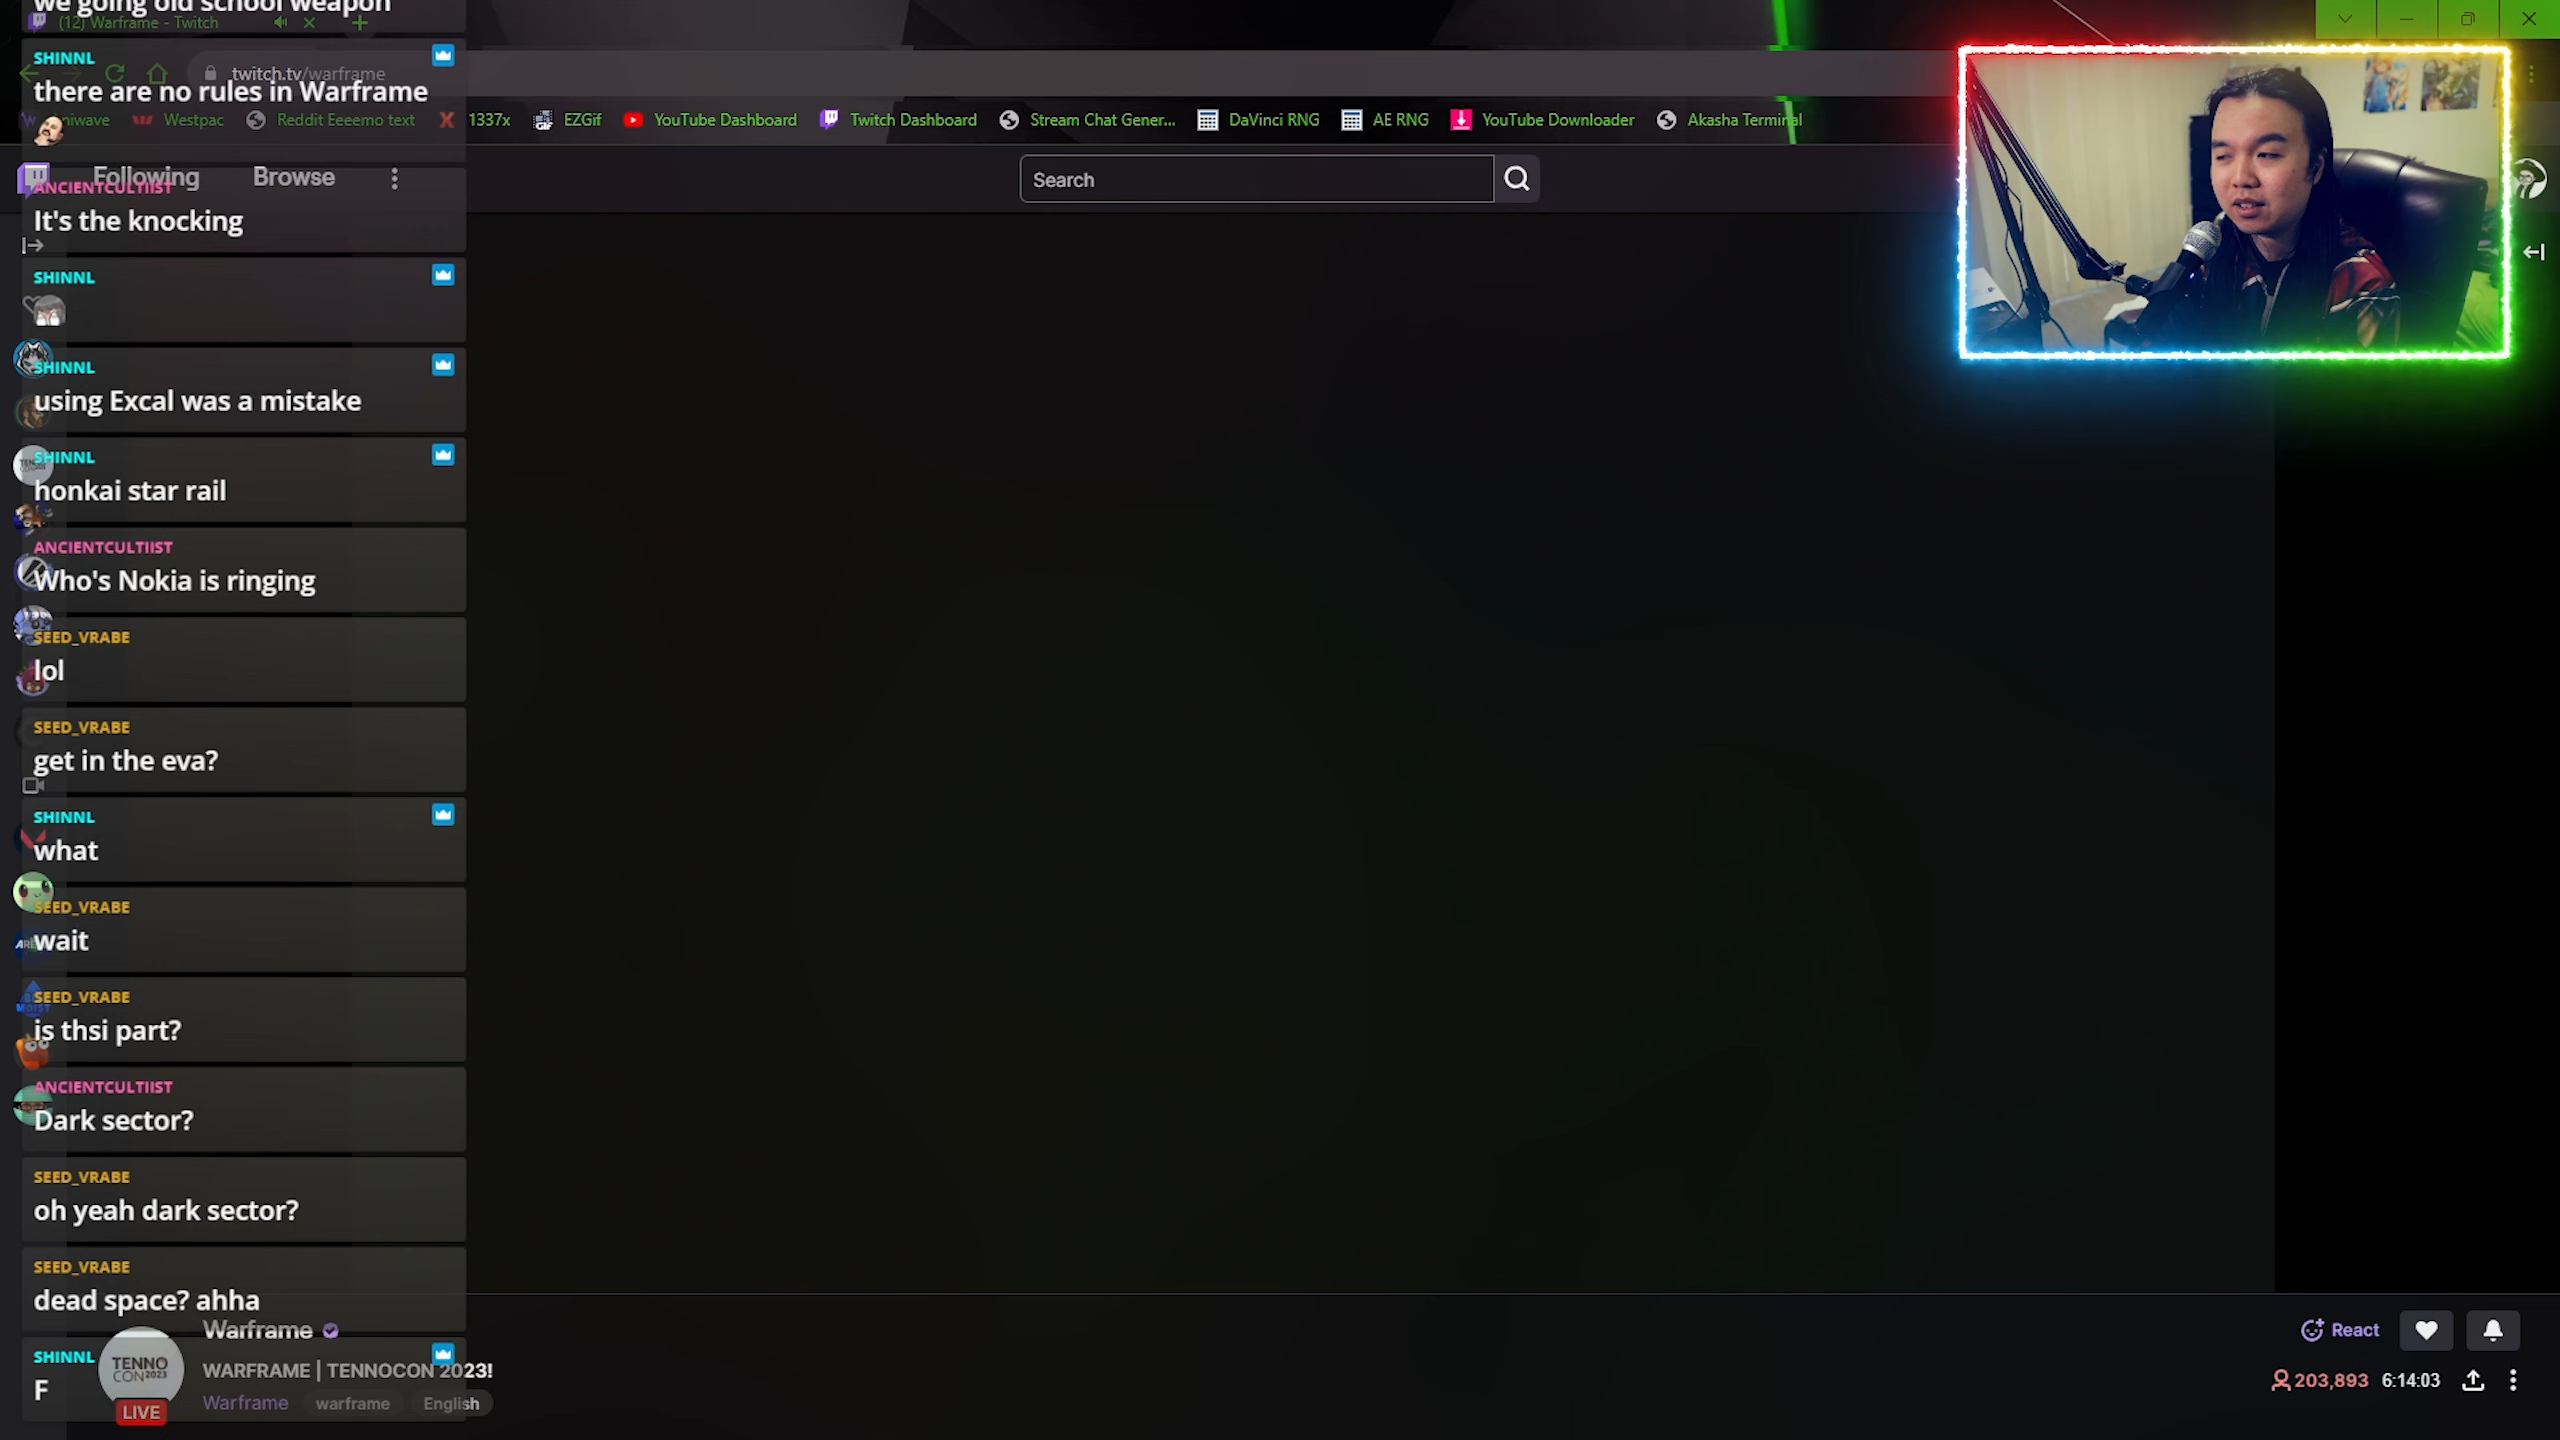 we going old school weapon
(12) Warframe - Twitch
SHINNL
twitch.tv/warframe
there are no rules in Warframe
Westpac
Reddit Eeeemo text
1337x
EZGif
YouTube Dashboard
Twitch Dashboard
Stream Chat Gener...
DaVinci RNG
AE RNG
YouTube Downloader
Akasha Terminal
Following
Browse
Search
ANCIENTCULTIIST
It's the knocking
SHINNL
SHINNL
using Excal was a mistake
SHINNL
honkai star rail
ANCIENTCULTIIST
Who's Nokia is ringing
SEED_VRABE
lol
SEED_VRABE
get in the eva?
SHINNL
what
SEED_VRABE
wait
SEED_VRABE
is thsi part?
ANCIENTCULTIIST
Dark sector?
SEED_VRABE
oh yeah dark sector?
SEED_VRABE
dead space? ahha
Warframe
React
SHINNL
F
TENNO
CON2023
LIVE
WARFRAME | TENNOCON 2023!
Warframe
warframe
English
203,893
6:14:03